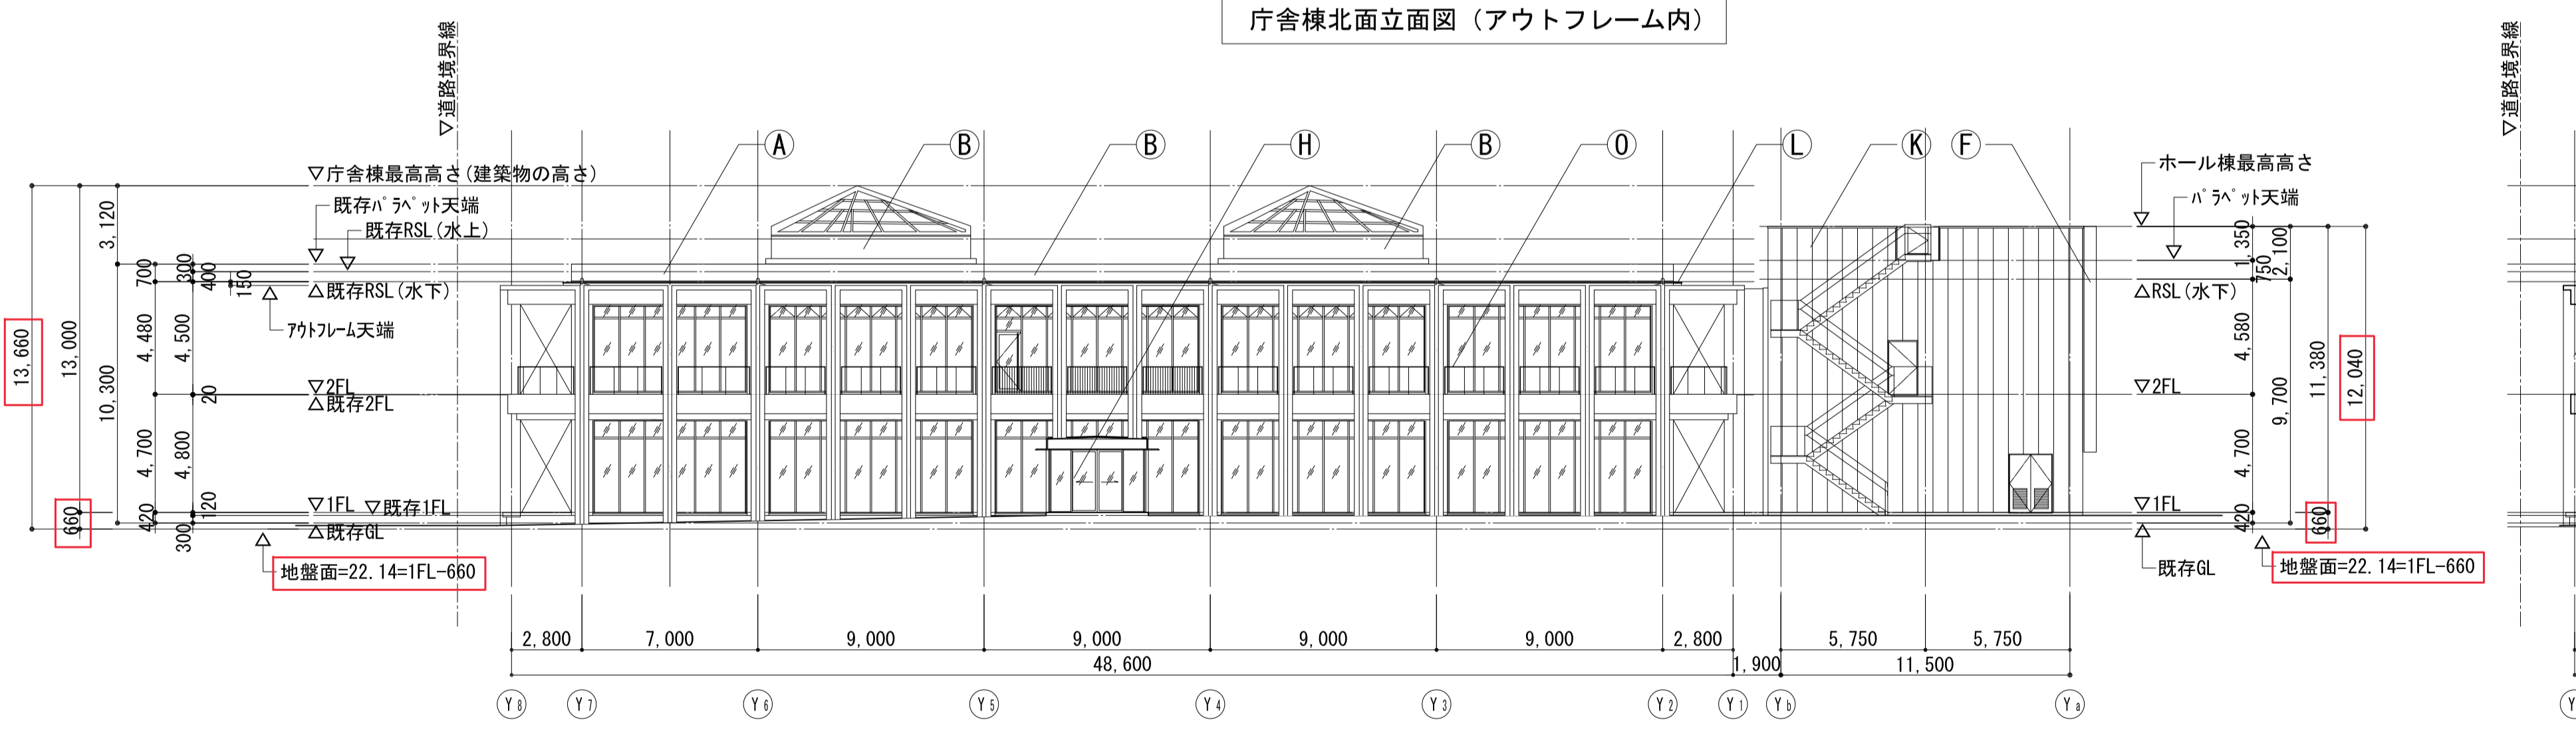 庁舎棟北面立面図（アウトフレーム内）
▽道路境界線
▽道路境界線
A
B
B
H
B
O
L
K
F
▽庁舎棟最高高さ(建築物の高さ)
既存ﾊﾟﾗﾍﾟｯﾄ天端
既存RSL(水上)
△既存RSL(水下)
ｱｳﾄﾌﾚｰﾑ天端
▽2FL
△既存2FL
▽1FL
▽既存1FL
△既存GL
地盤面=22.14=1FL-660
13,660
13,000
660
3,120
10,300
700
4,480
4,700
420
300
400
150
4,500
20
4,800
120
300
ホール棟最高高さ
ﾊﾟﾗﾍﾟｯﾄ天端
△RSL(水下)
▽2FL
▽1FL
既存GL
地盤面=22.14=1FL-660
1,350
750
2,100
4,580
4,700
420
9,700
11,380
660
12,040
2,800
7,000
9,000
9,000
9,000
9,000
2,800
5,750
5,750
48,600
1,900
11,500
Y8
Y7
Y6
Y5
Y4
Y3
Y2
Y1
Yb
Ya
Y